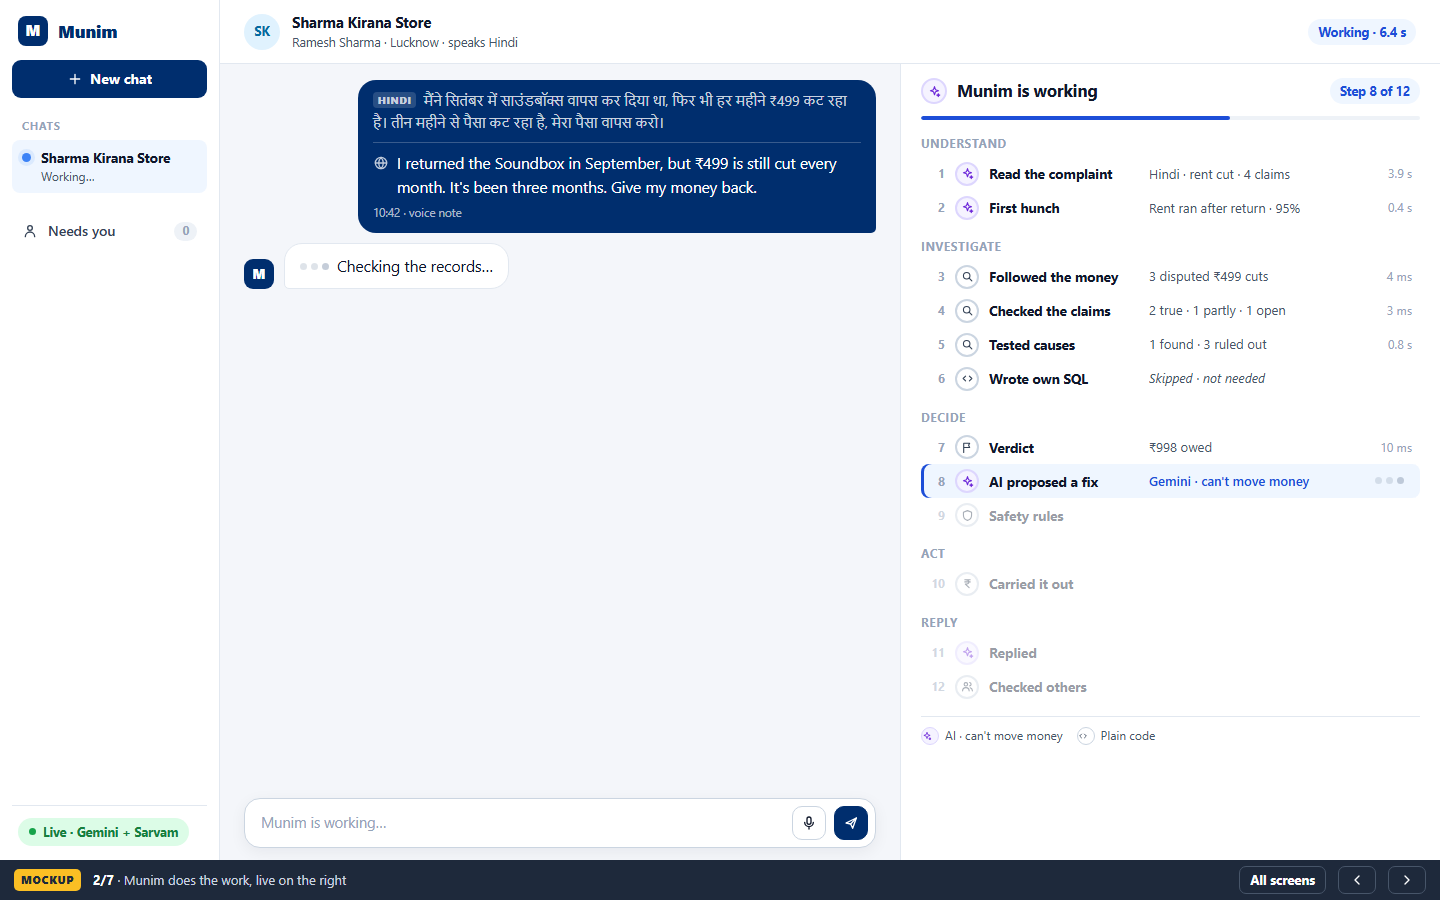 M Munim
+ New chat
CHATS
Sharma Kirana Store
Working...
Needs you 0
Live · Gemini + Sarvam
SK
Sharma Kirana Store
Ramesh Sharma · Lucknow · speaks Hindi
Working · 6.4 s
HINDI मैंने सितंबर में साउंडबॉक्स वापस कर दिया था, फिर भी हर महीने ₹499 कट रहा
है। तीन महीने से पैसा कट रहा है, मेरा पैसा वापस करो।
I returned the Soundbox in September, but ₹499 is still cut every
month. It's been three months. Give my money back.
10:42 · voice note
M
Checking the records...
Munim is working...
Munim is working
Step 8 of 12
UNDERSTAND
1 Read the complaint Hindi · rent cut · 4 claims 3.9 s
2 First hunch Rent ran after return · 95% 0.4 s
INVESTIGATE
3 Followed the money 3 disputed ₹499 cuts 4 ms
4 Checked the claims 2 true · 1 partly · 1 open 3 ms
5 Tested causes 1 found · 3 ruled out 0.8 s
6 Wrote own SQL Skipped · not needed
DECIDE
7 Verdict ₹998 owed 10 ms
8 AI proposed a fix Gemini · can't move money
9 Safety rules
ACT
10 ₹ Carried it out
REPLY
11 Replied
12 Checked others
AI · can't move money Plain code
MOCKUP 2/7 · Munim does the work, live on the right
All screens